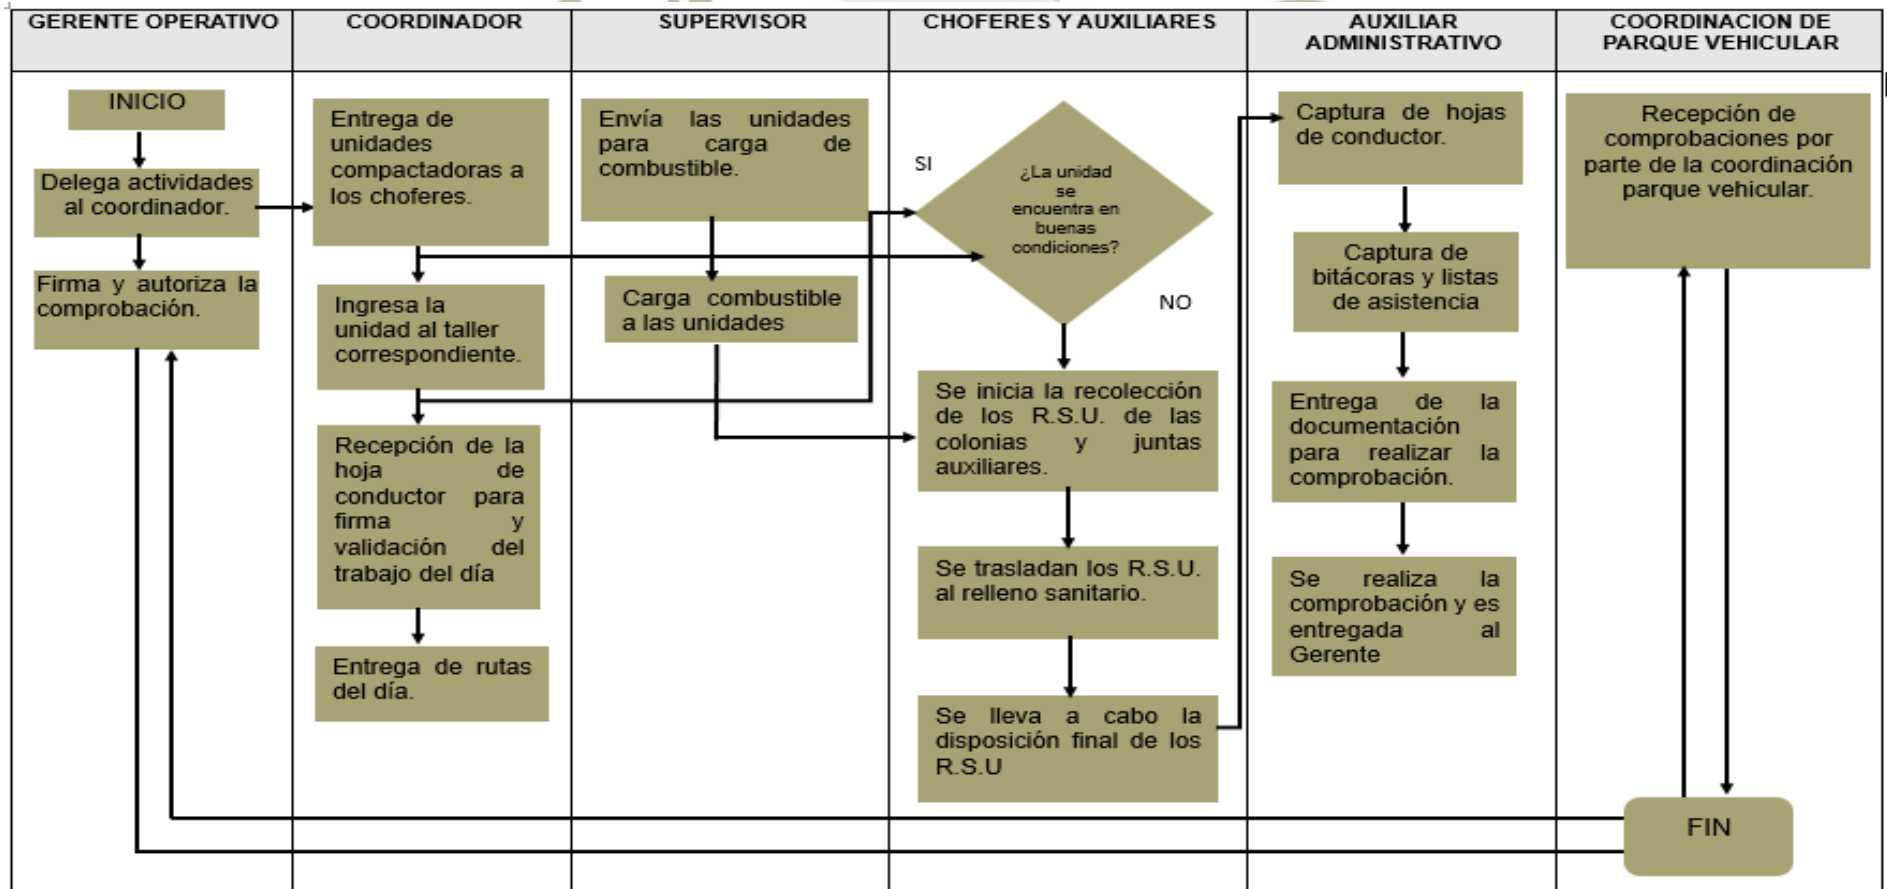 GERENTE OPERATIVO
COORDINADOR
SUPERVISOR
CHOFERES Y AUXILIARES
AUXILIAR
ADMINISTRATIVO
COORDINACION DE
PARQUE VEHICULAR
INICIO
Delega actividades
al coordinador.
Firma y autoriza la
comprobación.
Entrega de
unidades
compactadoras a
los choferes.
Ingresa la
unidad al taller
correspondiente.
Recepción de la
hoja de
conductor para
firma y
validación del
trabajo del día
Entrega de rutas
del día.
Envía las unidades
para carga de
combustible.
Carga combustible
a las unidades
SI
¿La unidad
se
encuentra en
buenas
condiciones?
NO
Se inicia la recolección
de los R.S.U. de las
colonias y juntas
auxiliares.
Se trasladan los R.S.U.
al relleno sanitario.
Se lleva a cabo la
disposición final de los
R.S.U
Captura de hojas
de conductor.
Captura de
bitácoras y listas
de asistencia
Entrega de la
documentación
para realizar la
comprobación.
Se realiza la
comprobación y es
entregada al
Gerente
Recepción de
comprobaciones por
parte de la coordinación
parque vehicular.
FIN